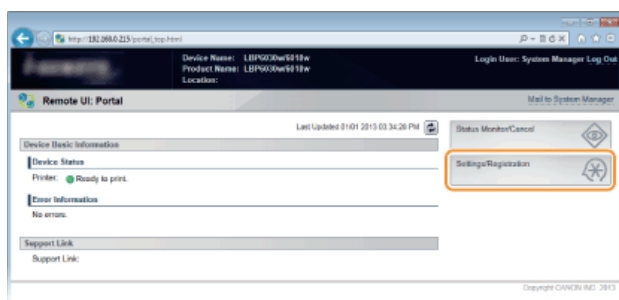 http://192.168.0.215/portal_top.html
Device Name: LBP6030w/6018w
Product Name: LBP6030w/6018w
Location:
Login User: System Manager Log Out
Remote UI: Portal
Mail to System Manager
Last Updated 01/01 2013 03:34:28 PM
Device Basic Information
Device Status
Printer: Ready to print.
Error Information
No errors.
Support Link
Support Link:
Status Monitor/Cancel
Settings/Registration
Copyright CANON INC. 2013